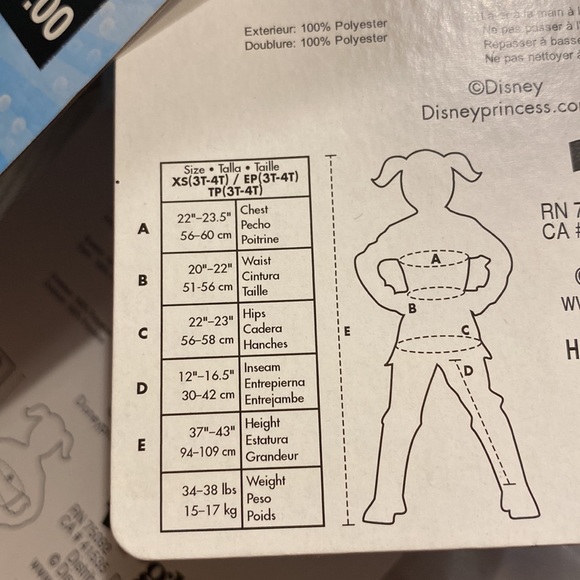 .00
Exterieur: 100% Polyester
Doublure: 100% Polyester
Ne pas
Repasser à basse
Ne pas nettoyer à
©Disney
Disneyprincess.co
Size • Talla • Taille
XS(3T-4T) / EP(3T-4T)
TP(3T-4T)
A
22"-23.5"
56-60 cm
Chest
Pecho
Poitrine
B
20"-22"
51-56 cm
Waist
Cintura
Taille
C
22"-23"
56-58 cm
Hips
Cadera
Hanches
D
12"-16.5"
30-42 cm
Inseam
Entrepierna
Entrejambe
E
37"-43"
94-109 cm
Height
Estatura
Grandeur
34-38 lbs
15-17 kg
Weight
Peso
Poids
E
A
B
C
D
RN 7
CA #
H